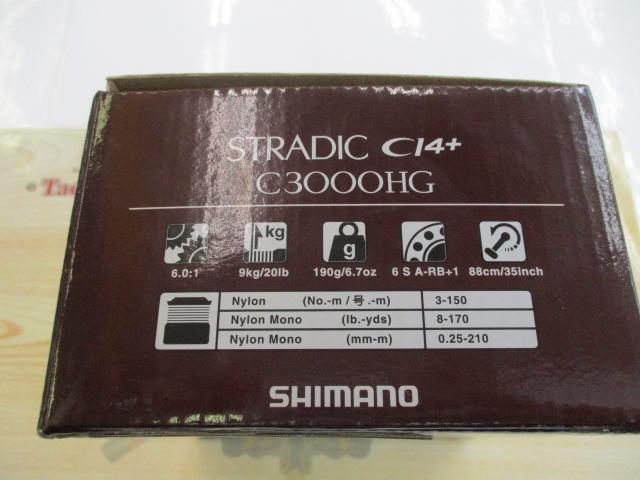 STRADIC CI4+
C3000HG
kg
g
6.0:1 9kg/20lb 190g/6.7oz 6 S A-RB+1 88cm/35inch
Nylon (No.-m / 号.-m) 3-150
Nylon Mono (lb.-yds) 8-170
Nylon Mono (mm-m) 0.25-210
SHIMANO